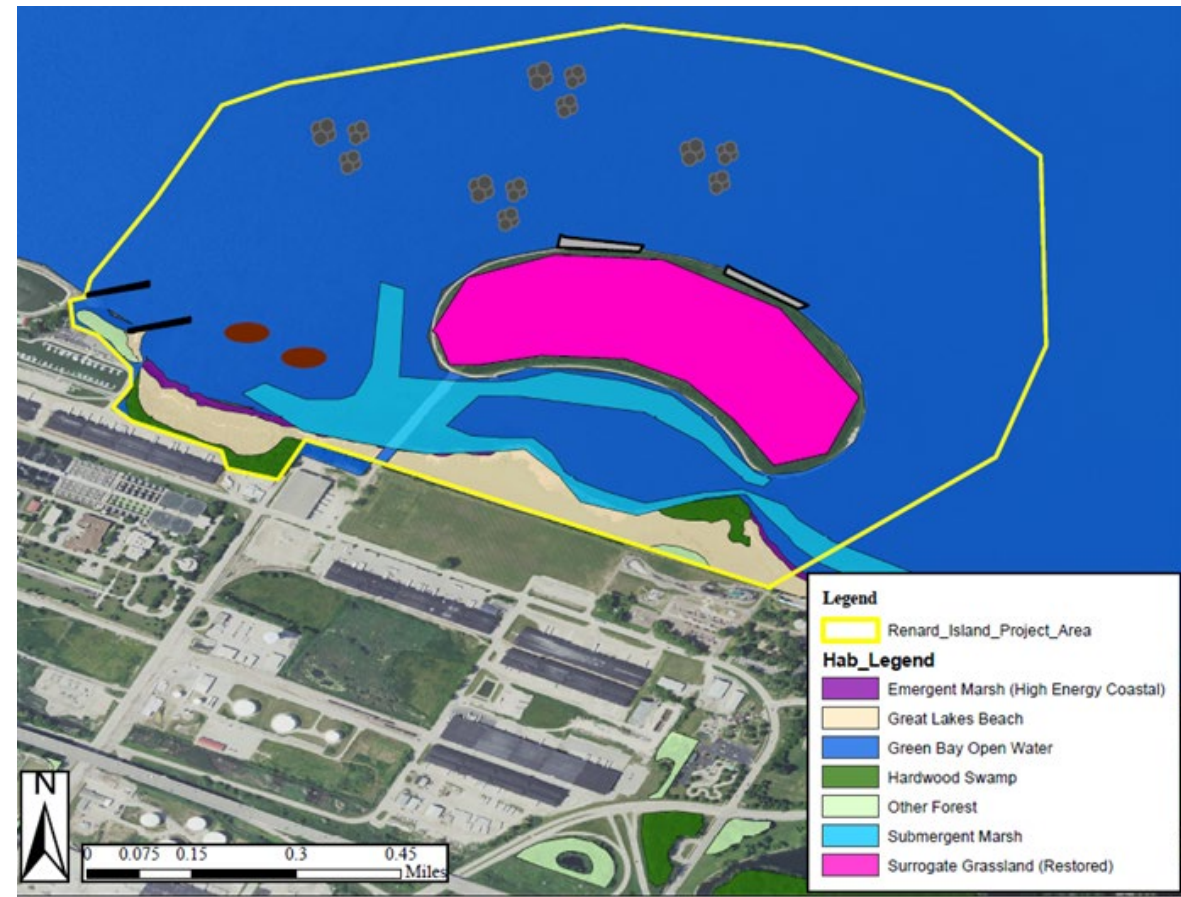 Legend
Renard_Island_Project_Area
Hab_Legend
Emergent Marsh (High Energy Coastal)
Great Lakes Beach
Green Bay Open Water
Hardwood Swamp
Other Forest
Submergent Marsh
Surrogate Grassland (Restored)
N
0 0.075 0.15 0.3 0.45
Miles